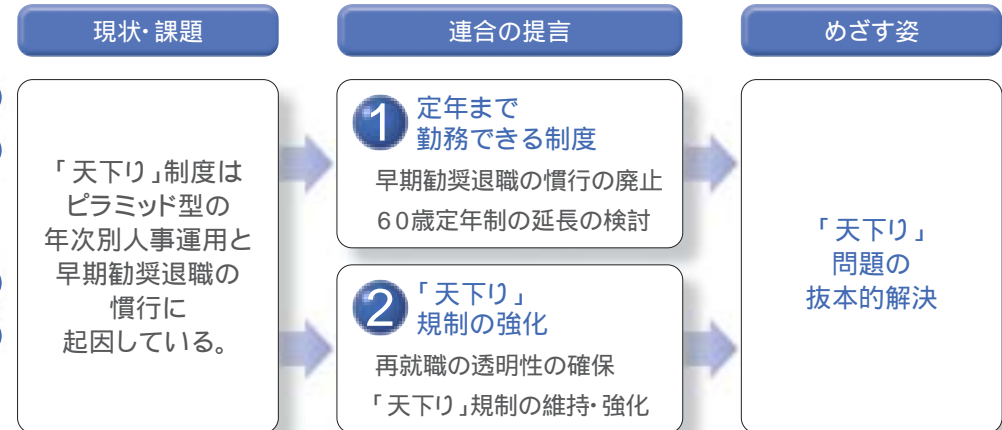 現状・課題
連合の提言
めざす姿
「天下り」制度は
ピラミッド型の
年次別人事運用と
早期勧奨退職の
慣行に
起因している。
1 定年まで
勤務できる制度
早期勧奨退職の慣行の廃止
60歳定年制の延長の検討
2 「天下り」
規制の強化
再就職の透明性の確保
「天下り」規制の維持・強化
「天下り」
問題の
抜本的解決